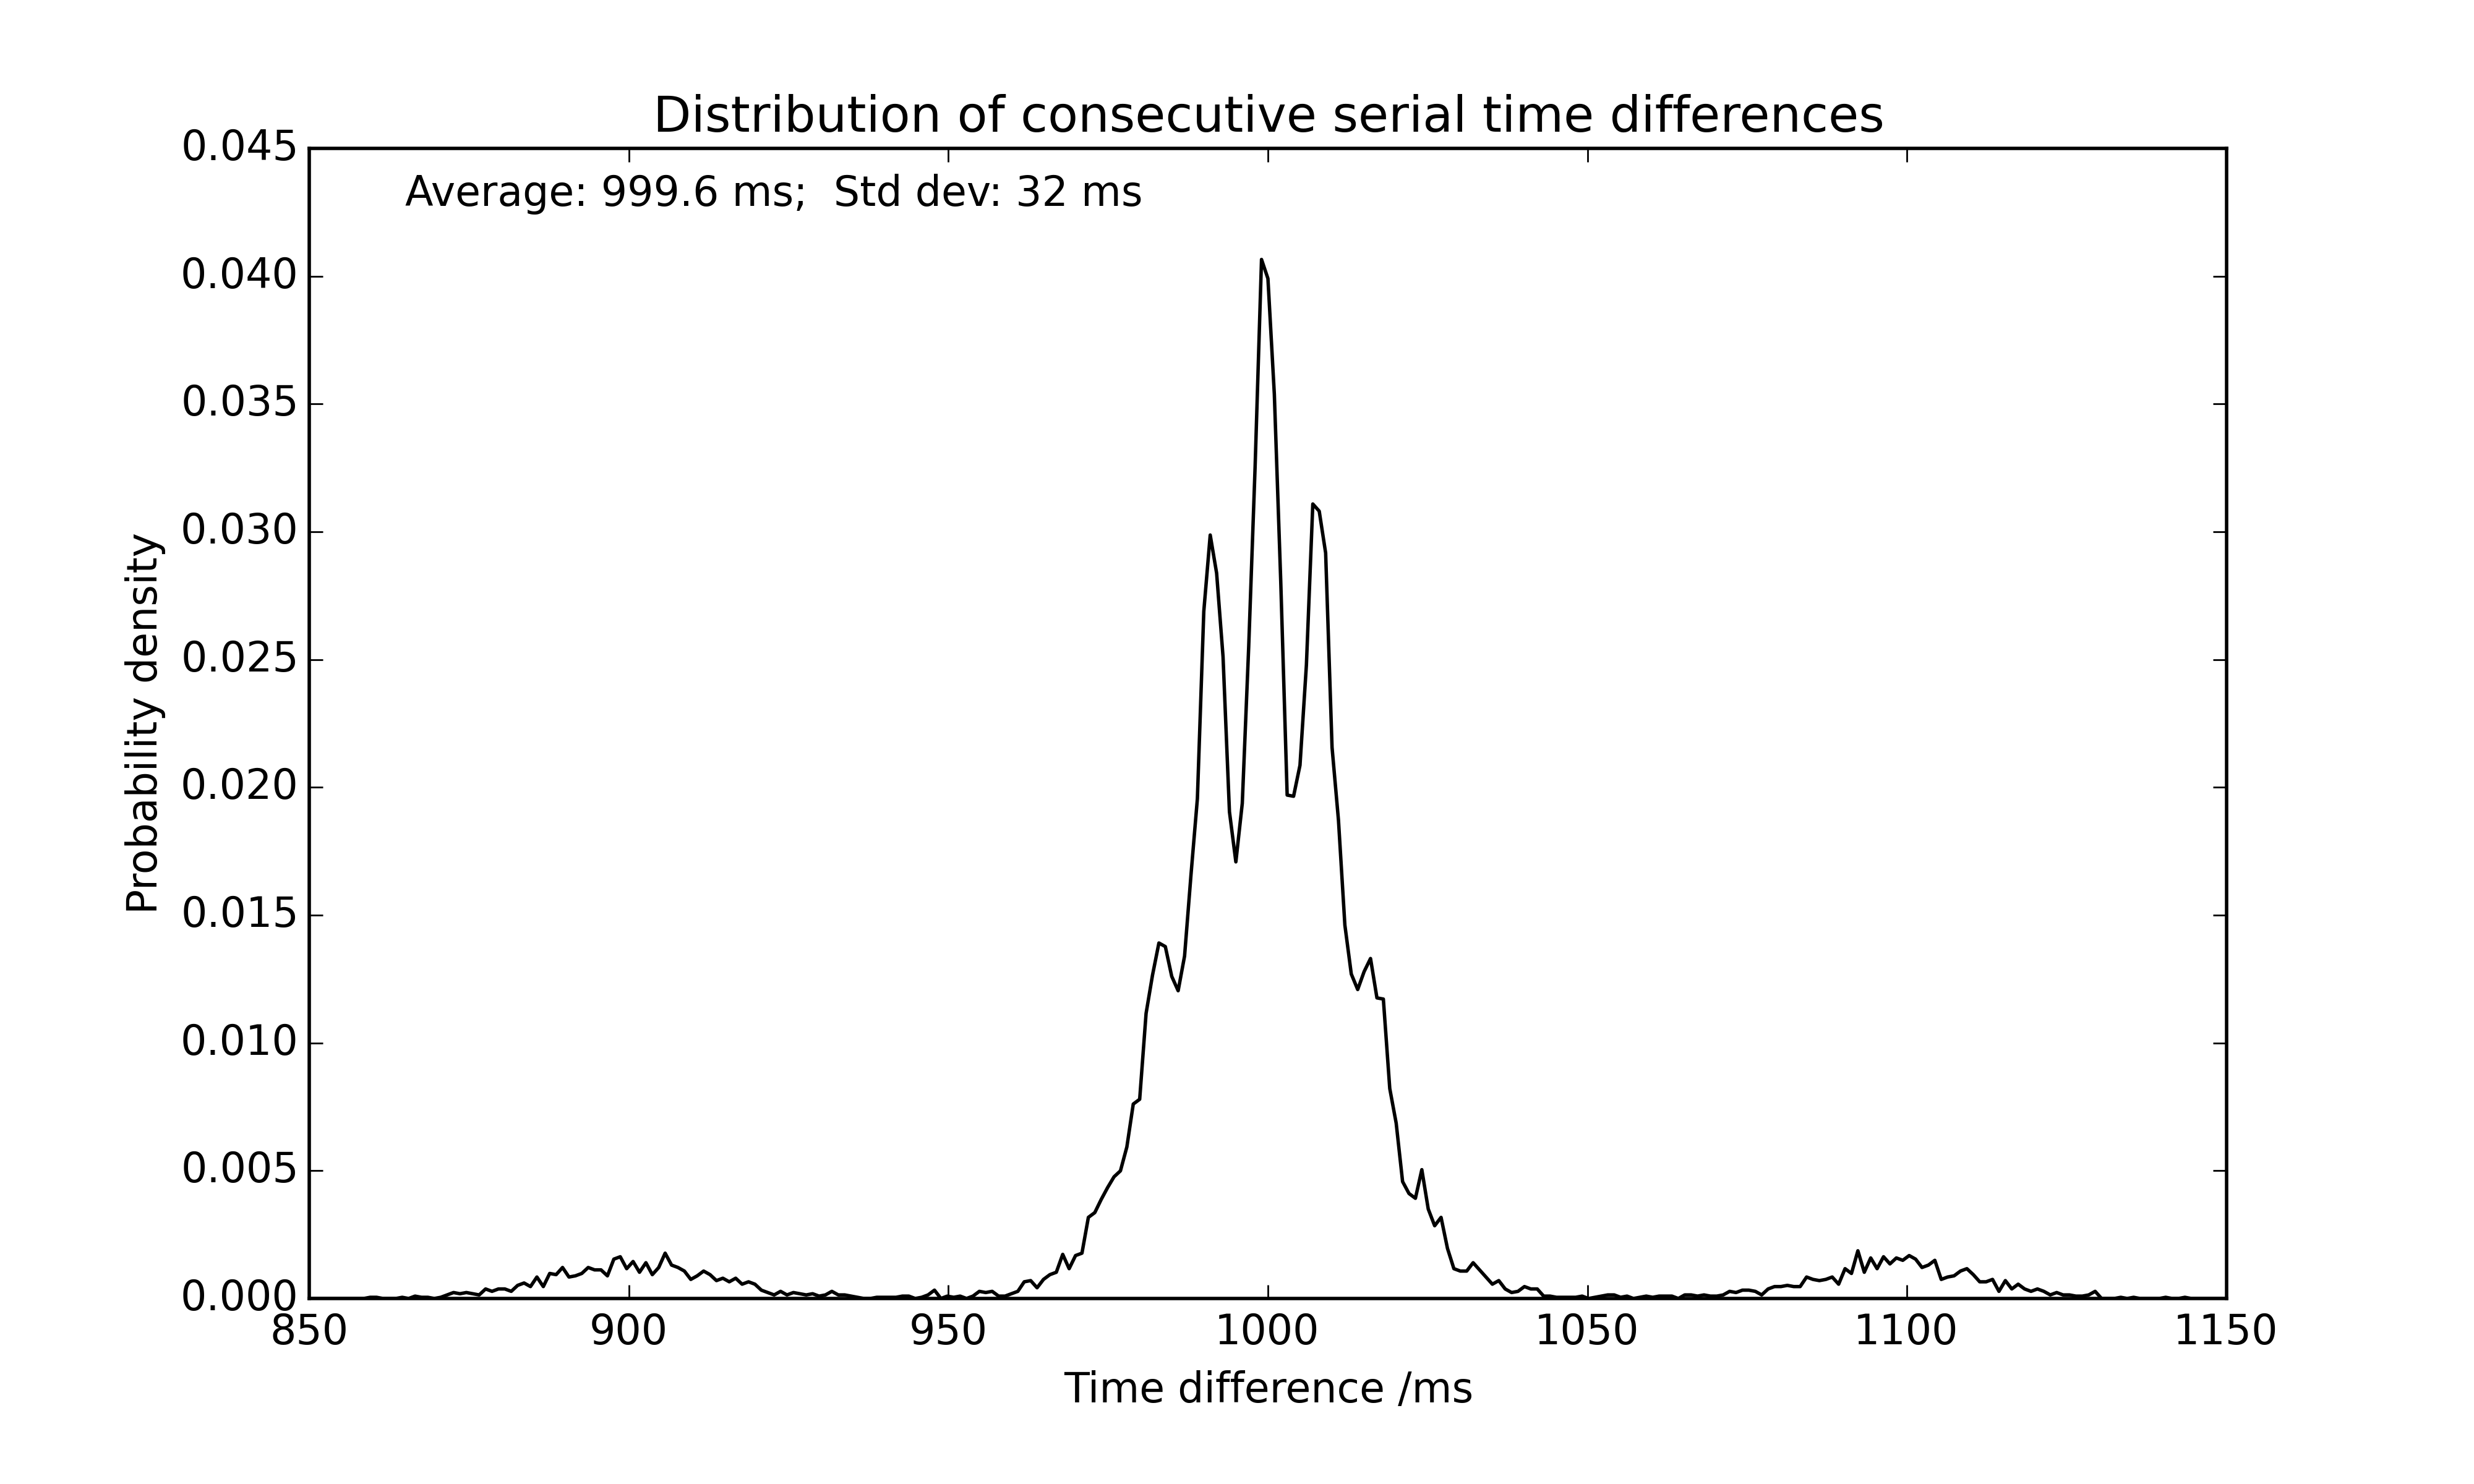 Distribution of consecutive serial time differences
Average: 999.6 ms;  Std dev: 32 ms
0.045
0.040
0.035
0.030
0.025
0.020
0.015
0.010
0.005
0.000
Probability density
850 900 950 1000 1050 1100 1150
Time difference /ms